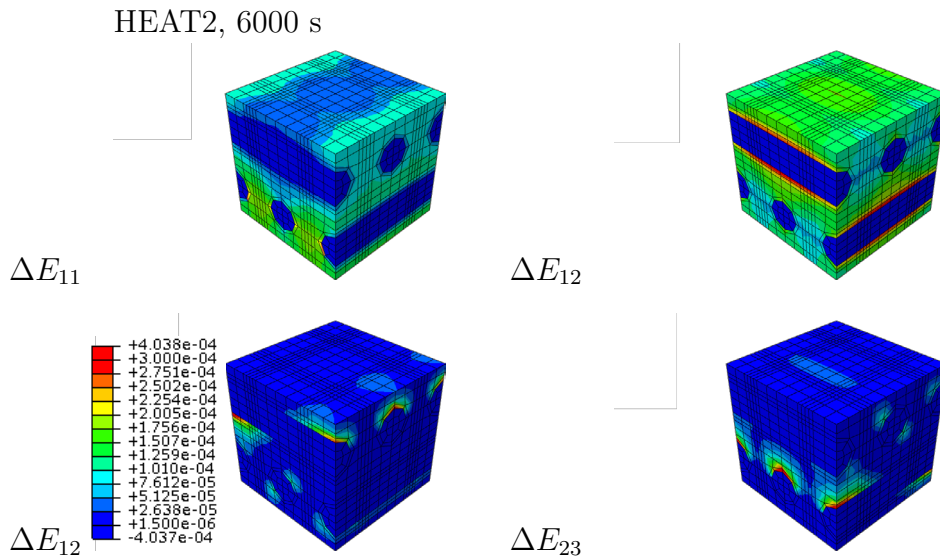 HEAT2, 6000 s
ΔE₁₁
ΔE₁₂
+4.038e-04
+3.000e-04
+2.751e-04
+2.502e-04
+2.254e-04
+2.005e-04
+1.756e-04
+1.507e-04
+1.259e-04
+1.010e-04
+7.612e-05
+5.125e-05
+2.638e-05
+1.500e-06
-4.037e-04
ΔE₁₂
ΔE₂₃